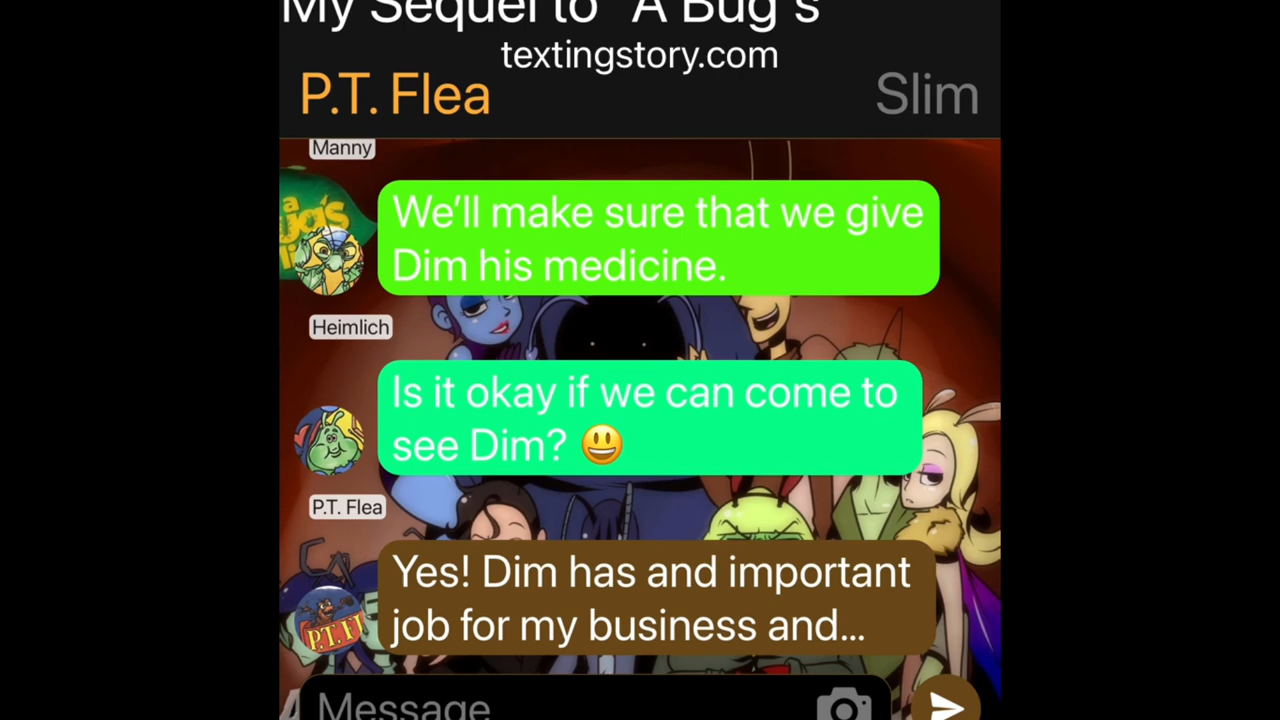 My Sequel to "A Bug's
textingstory.com
P.T. Flea
Slim
Manny
a
bug's
We'll make sure that we give
Dim his medicine.
Heimlich
Is it okay if we can come to
see Dim? 😃
P.T. Flea
Yes! Dim has and important
job for my business and...
P.T. Fl
Message